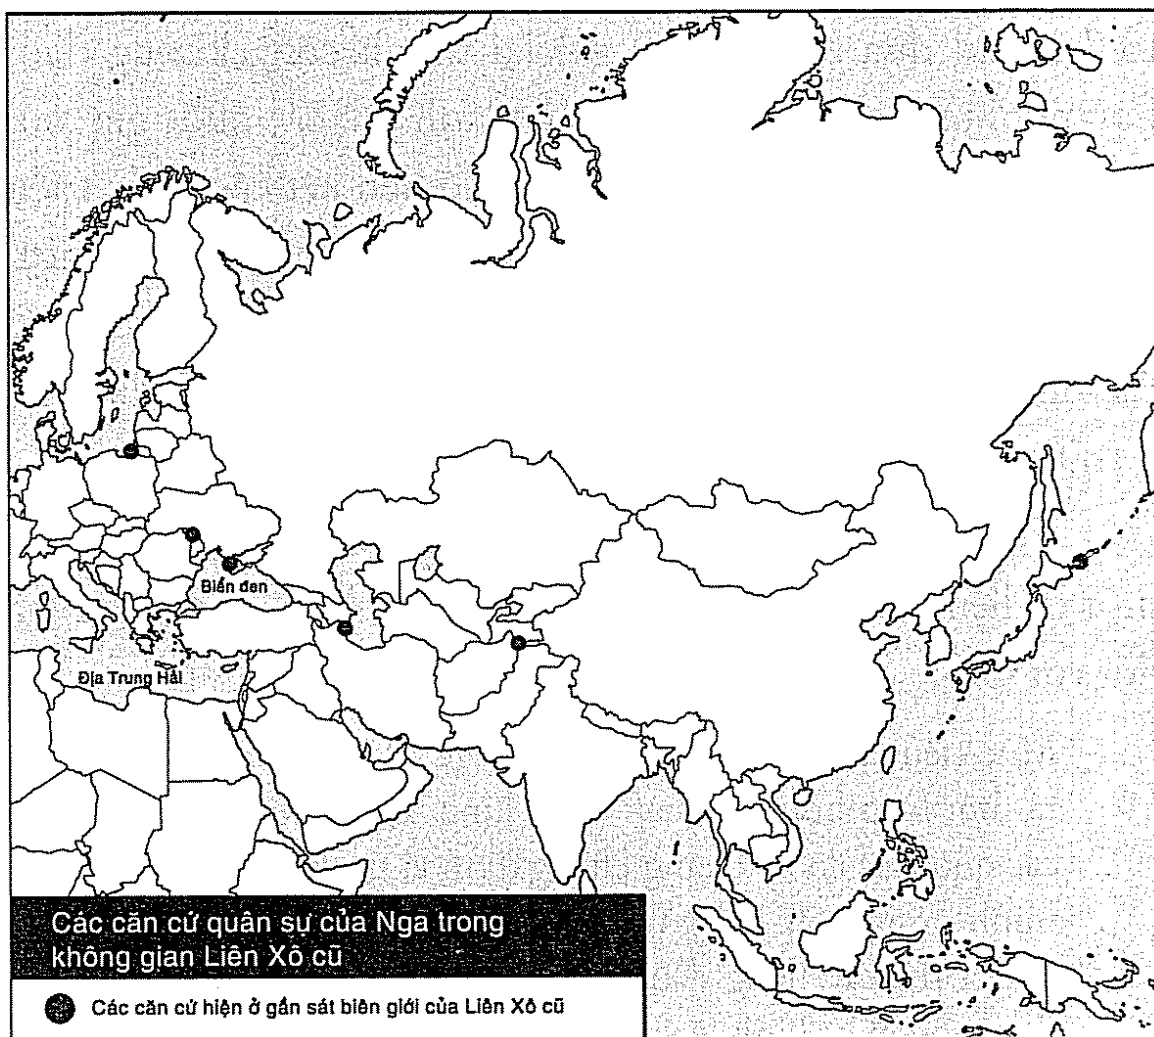 Biển đen
Địa Trung Hải
Các căn cứ quân sự của Nga trong
không gian Liên Xô cũ
Các căn cứ hiện ở gần sát biên giới của Liên Xô cũ